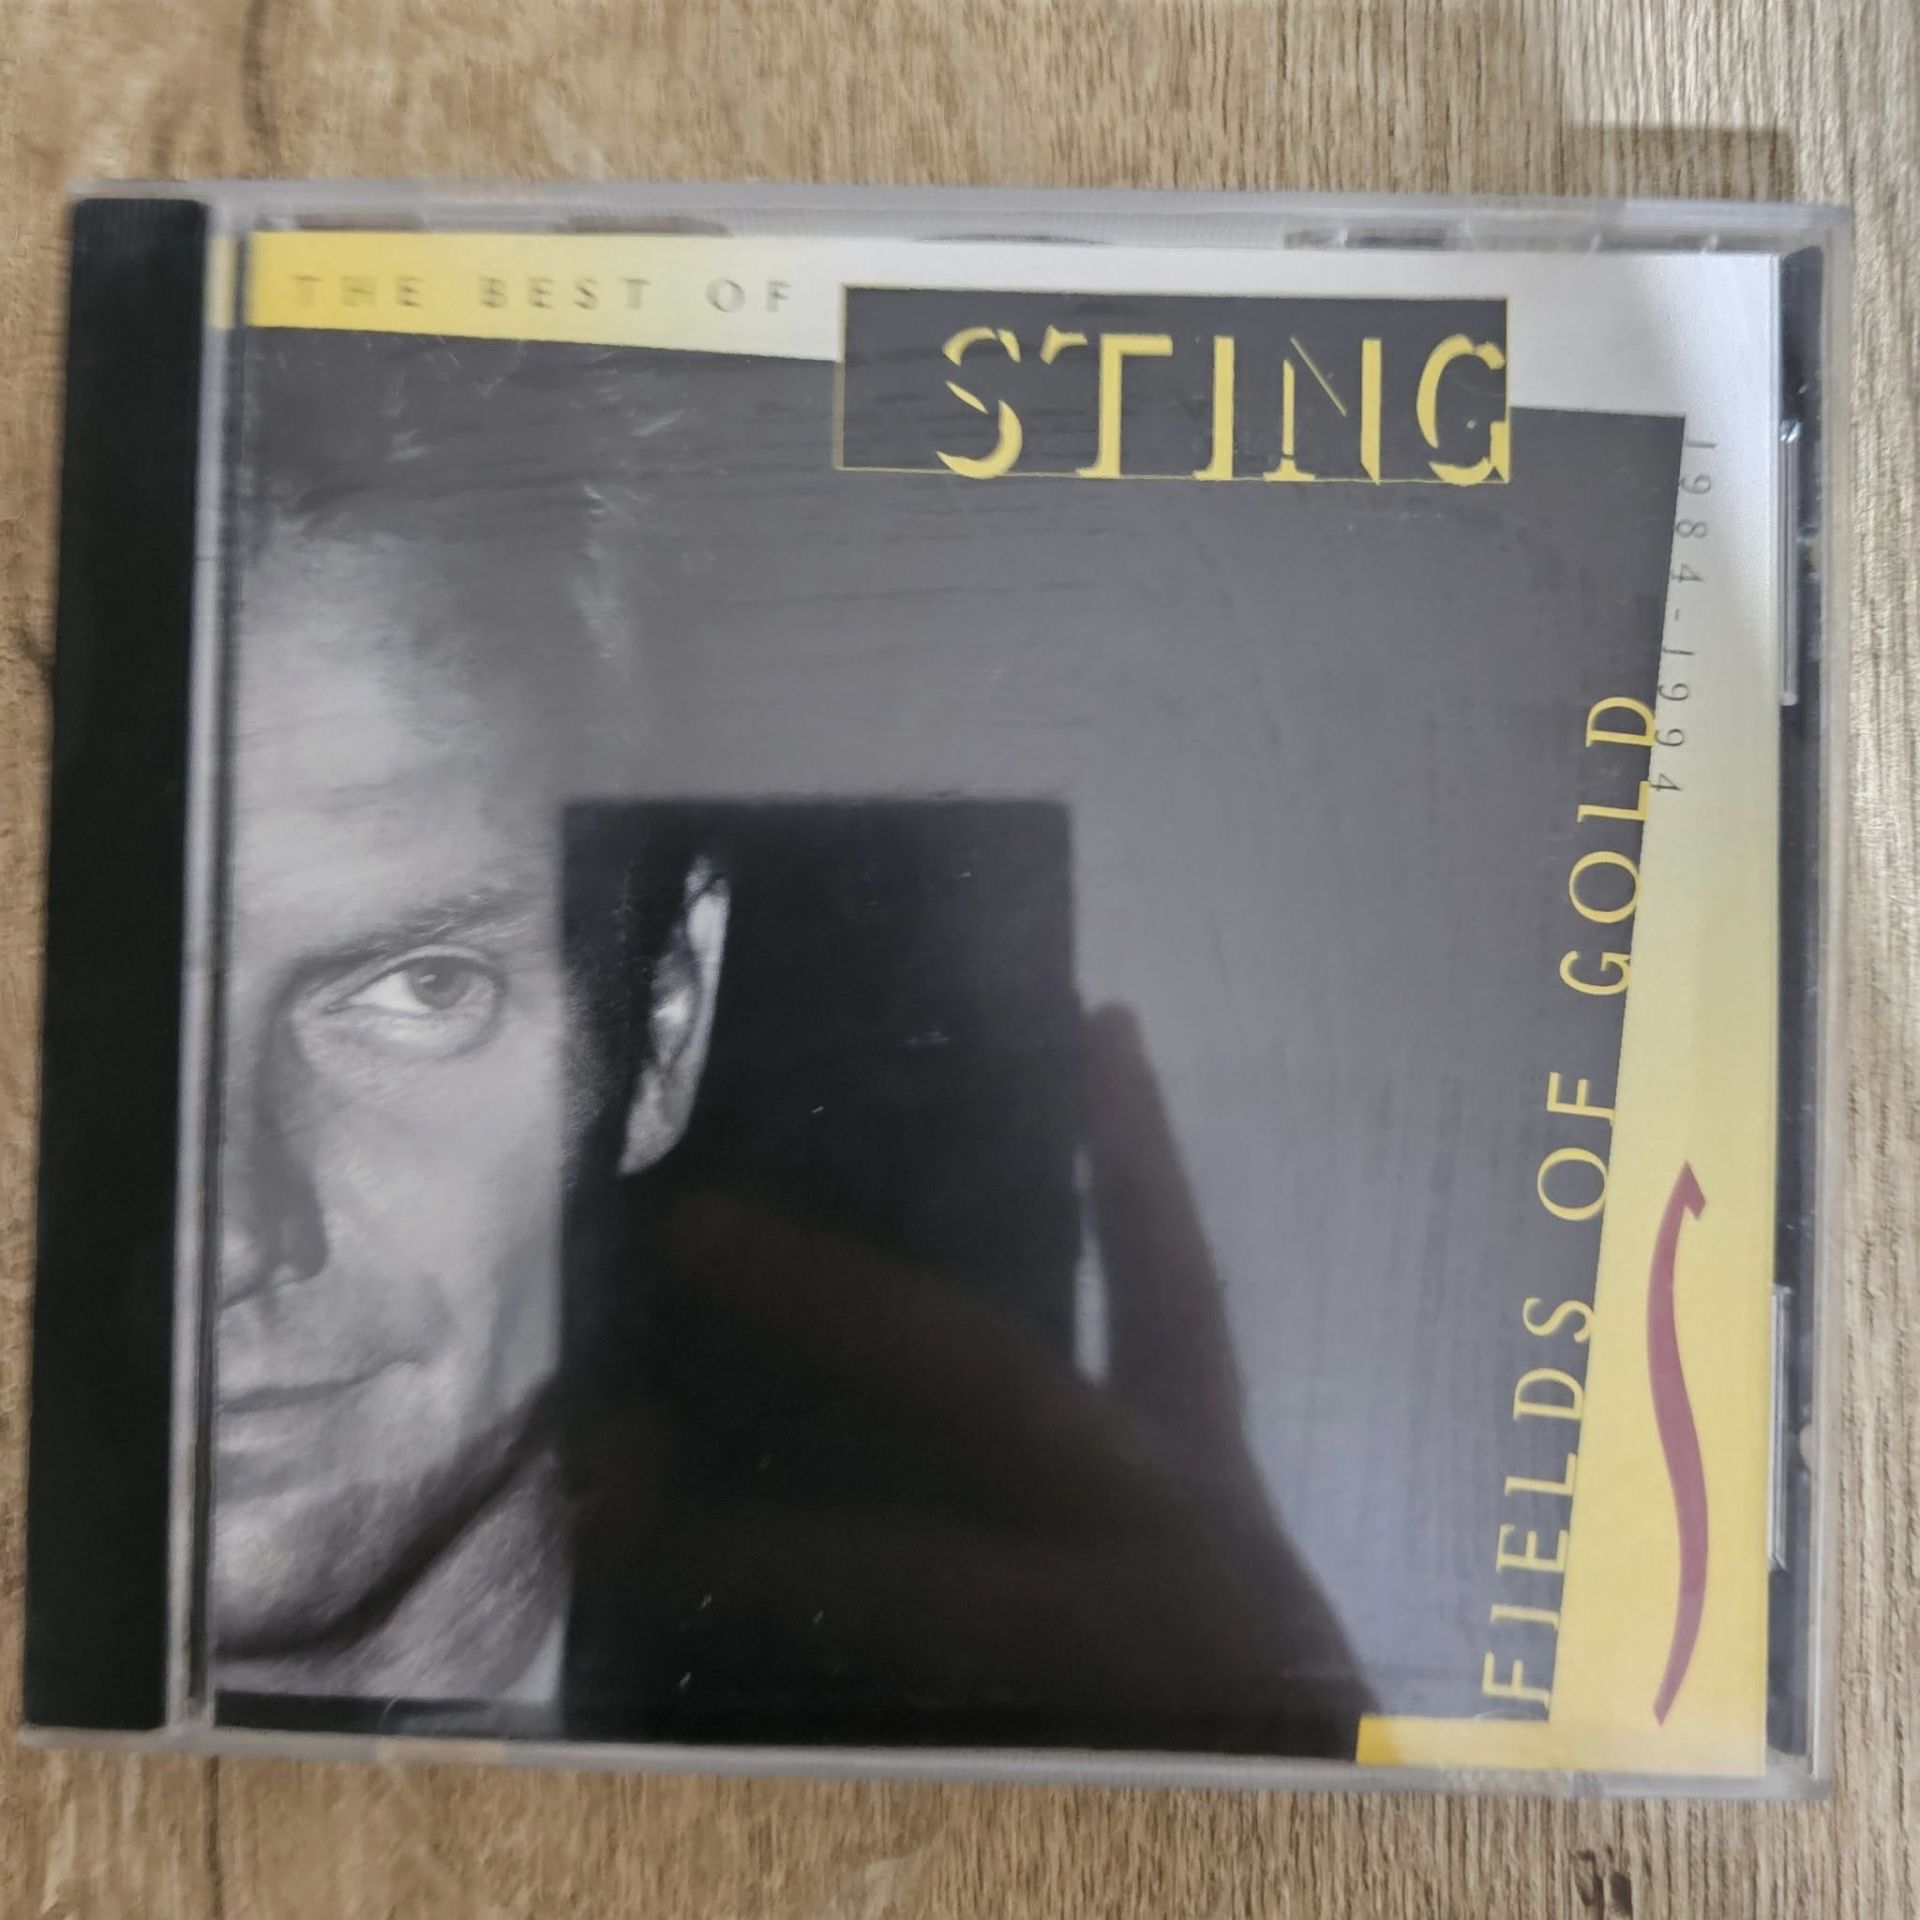 THE BEST OF
STING
1984-1994
FIELDS OF GOLD